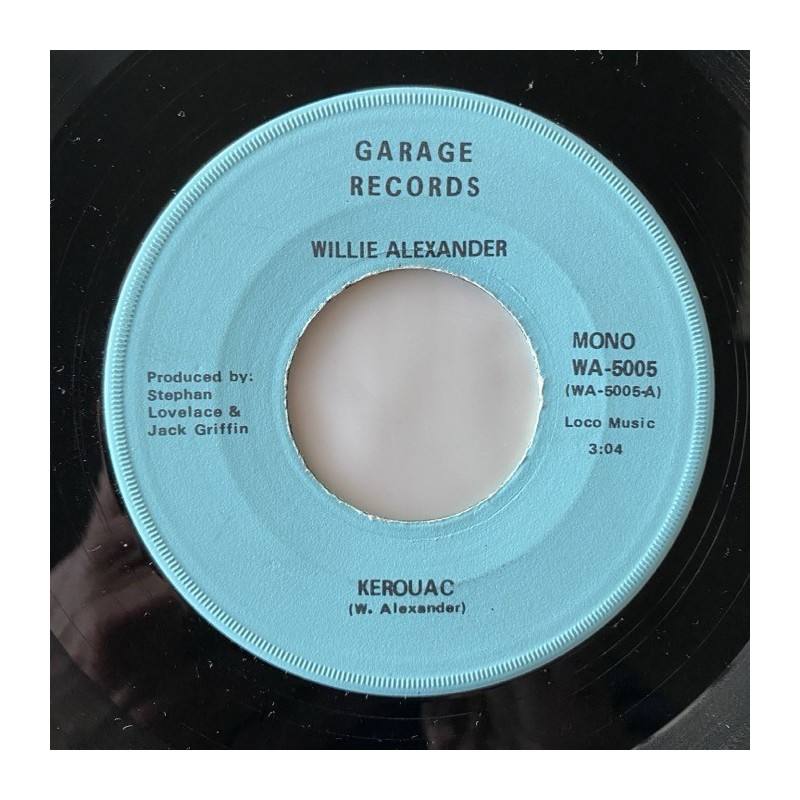 GARAGE
RECORDS
WILLIE ALEXANDER
Produced by:
Stephan
Lovelace &
Jack Griffin
MONO
WA-5005
(WA-5005-A)
Loco Music
3:04
KEROUAC
(W. Alexander)